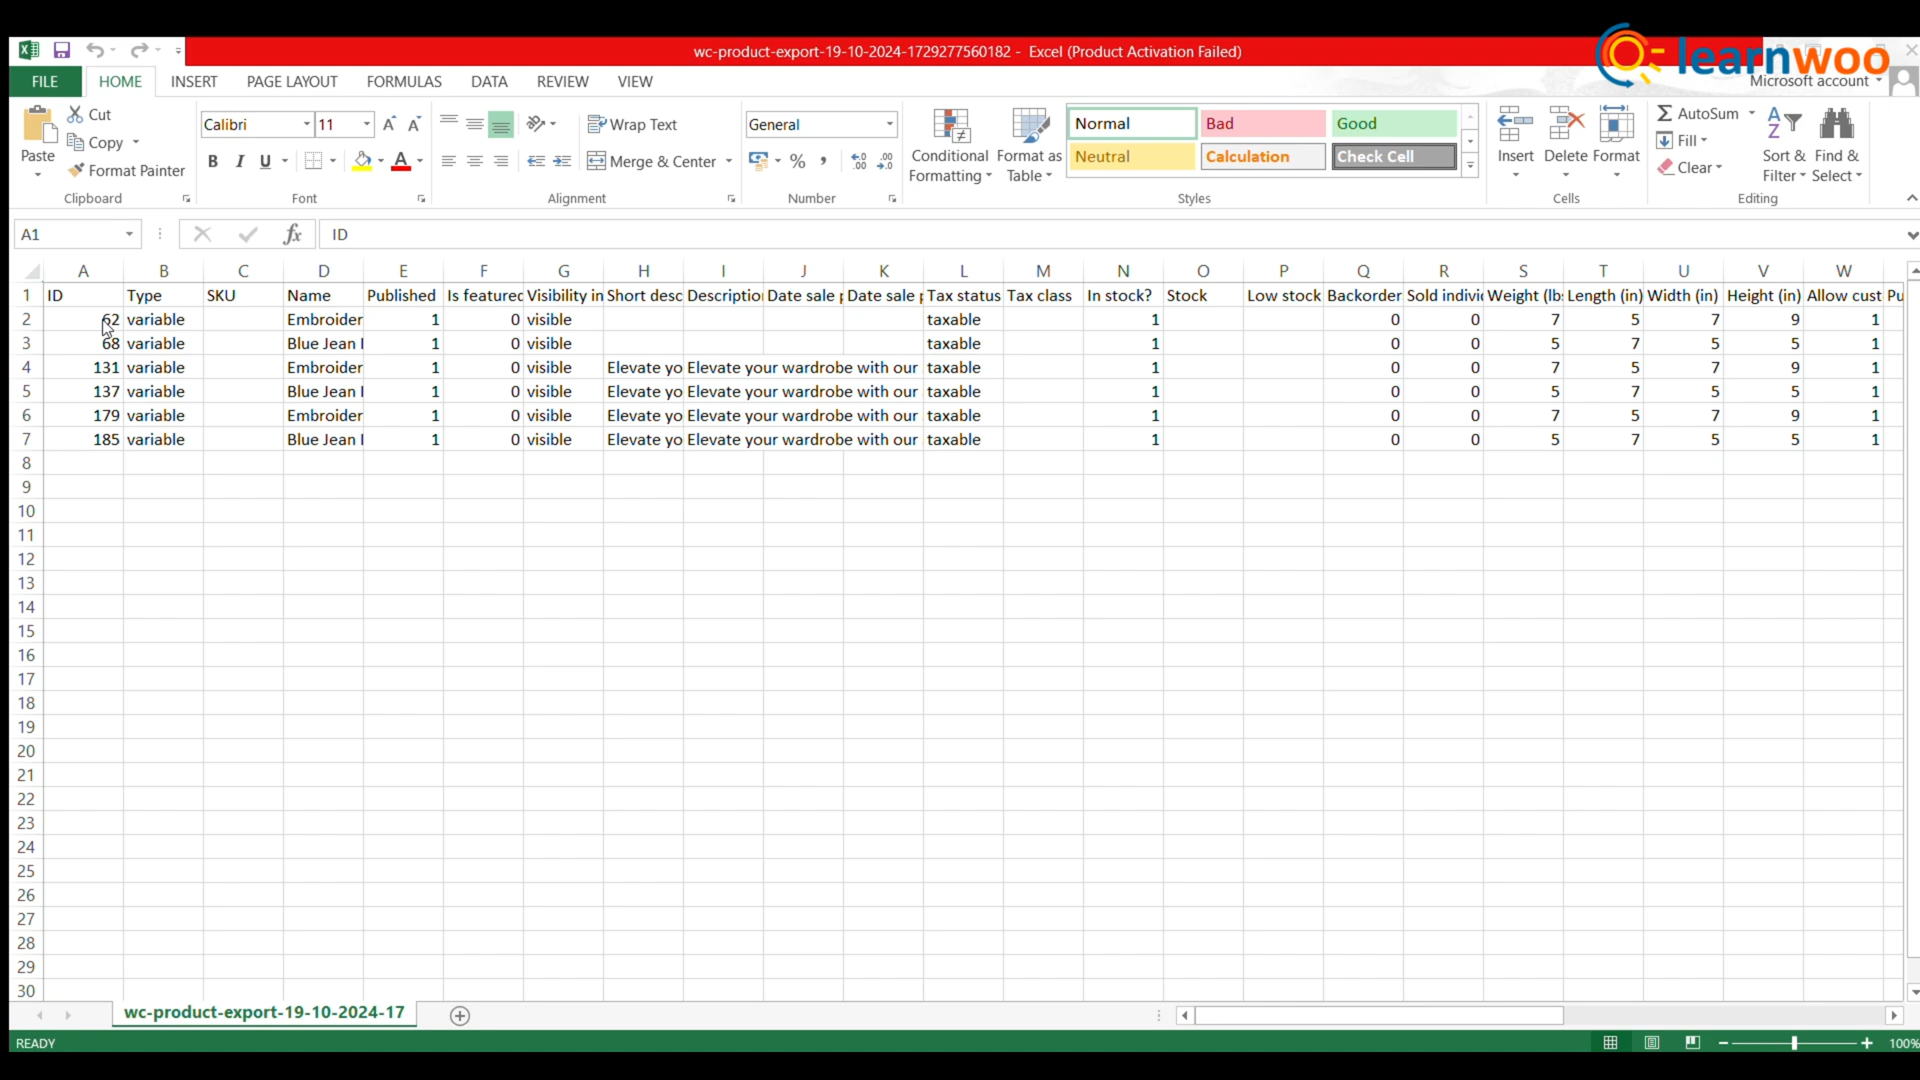 wc-product-export-19-10-2024-1729277560182 - Excel (Product Activation Failed)
learnwoo
FILE HOME INSERT PAGE LAYOUT FORMULAS DATA REVIEW VIEW Microsoft account
Paste Cut Copy Format Painter Clipboard
Calibri 11 B I U Font
Wrap Text Merge & Center Alignment
General % Number
Conditional Formatting Format as Table
Normal Bad Good
Neutral Calculation Check Cell
Styles
Insert Delete Format Cells
AutoSum Fill Clear Sort & Filter Find & Select Editing
A1 fx ID
A B C D E F G H I J K L M N O P Q R S T U V W
1 ID Type SKU Name Published Is featured Visibility in Short desc Descriptio Date sale Date sale Tax status Tax class In stock? Stock Low stock Backorder Sold indivi Weight (lb Length (in) Width (in) Height (in) Allow cust Pu
2 62 variable Embroider 1 0 visible taxable 1 0 0 7 5 7 9 1
3 68 variable Blue Jean 1 0 visible taxable 1 0 0 5 7 5 5 1
4 131 variable Embroider 1 0 visible Elevate yo Elevate your wardrobe with our taxable 1 0 0 7 5 7 9 1
5 137 variable Blue Jean 1 0 visible Elevate yo Elevate your wardrobe with our taxable 1 0 0 5 7 5 5 1
6 179 variable Embroider 1 0 visible Elevate yo Elevate your wardrobe with our taxable 1 0 0 7 5 7 9 1
7 185 variable Blue Jean 1 0 visible Elevate yo Elevate your wardrobe with our taxable 1 0 0 5 7 5 5 1
8
9
10
11
12
13
14
15
16
17
18
19
20
21
22
23
24
25
26
27
28
29
30
wc-product-export-19-10-2024-17
READY 100%